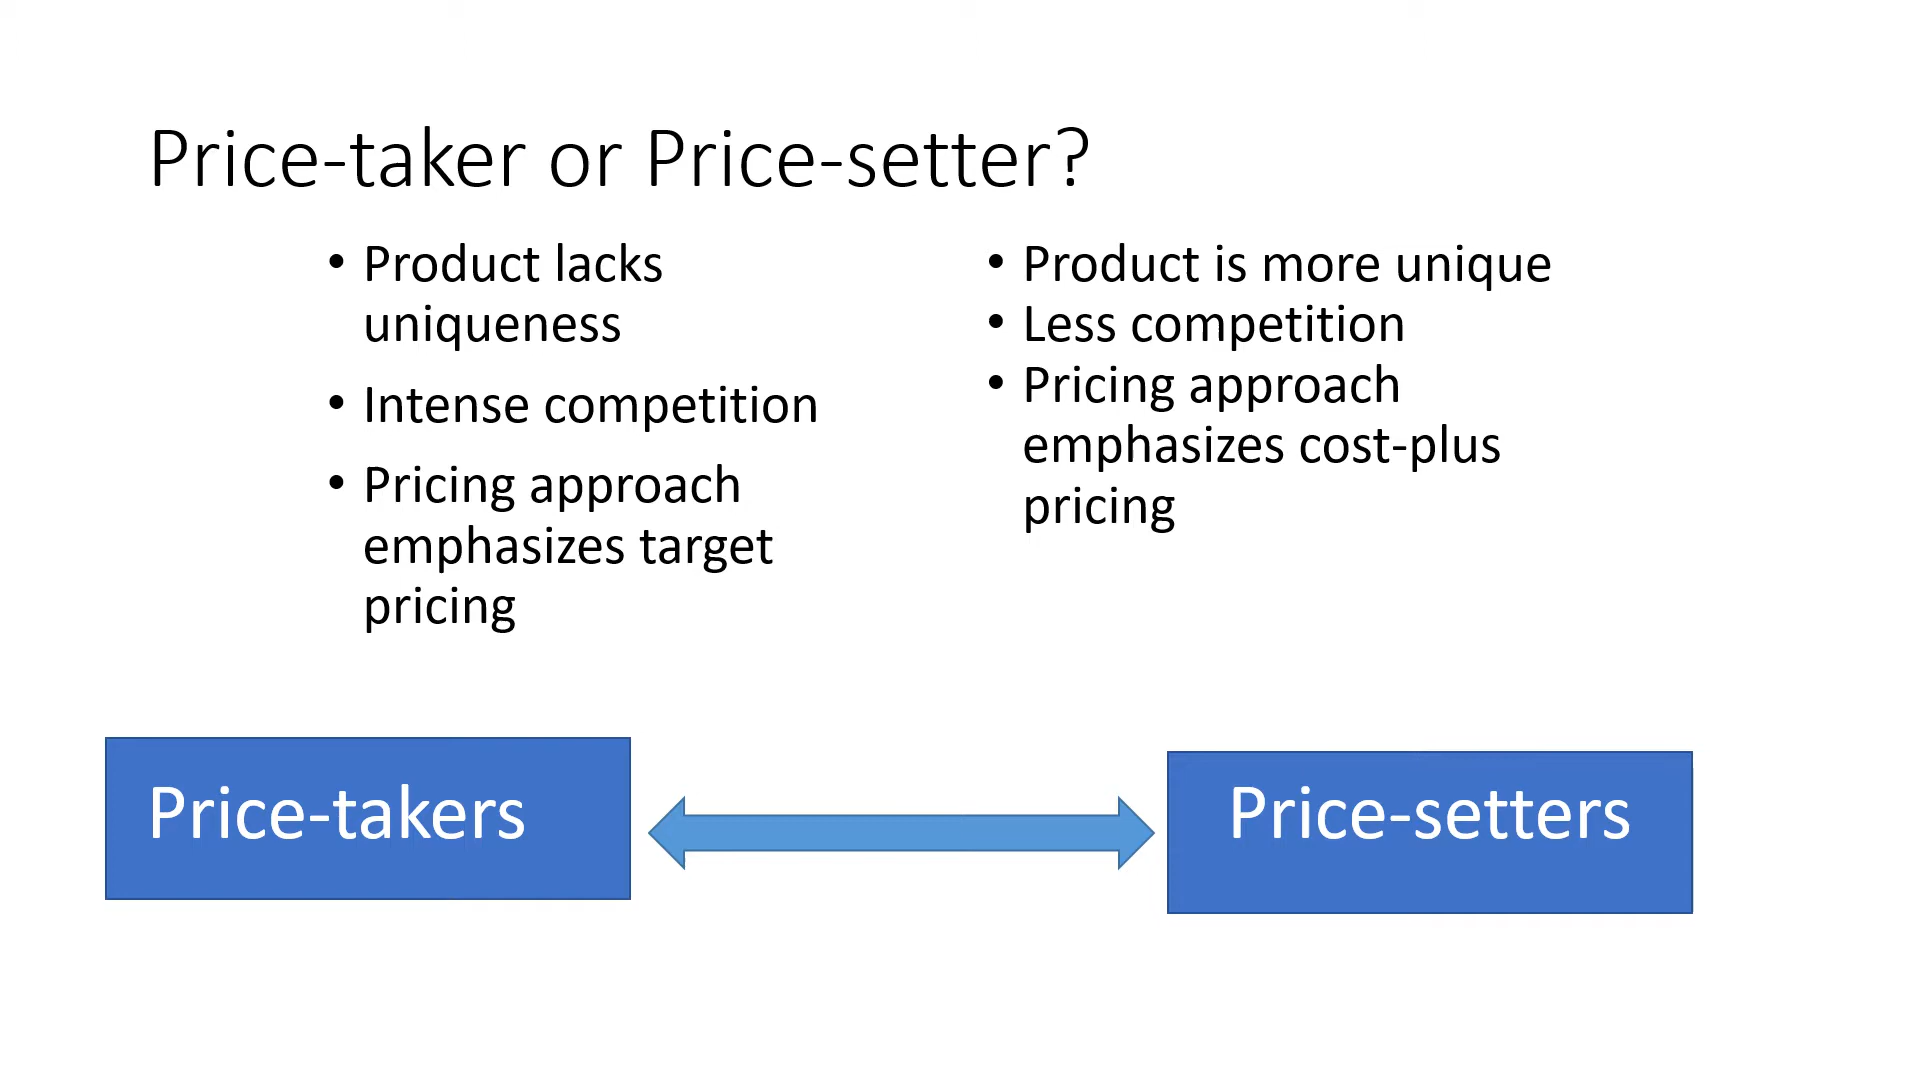 Price-taker or Price-setter?
• Product lacks
uniqueness
• Intense competition
• Pricing approach
emphasizes target
pricing
• Product is more unique
• Less competition
• Pricing approach
emphasizes cost-plus
pricing
Price-takers
Price-setters